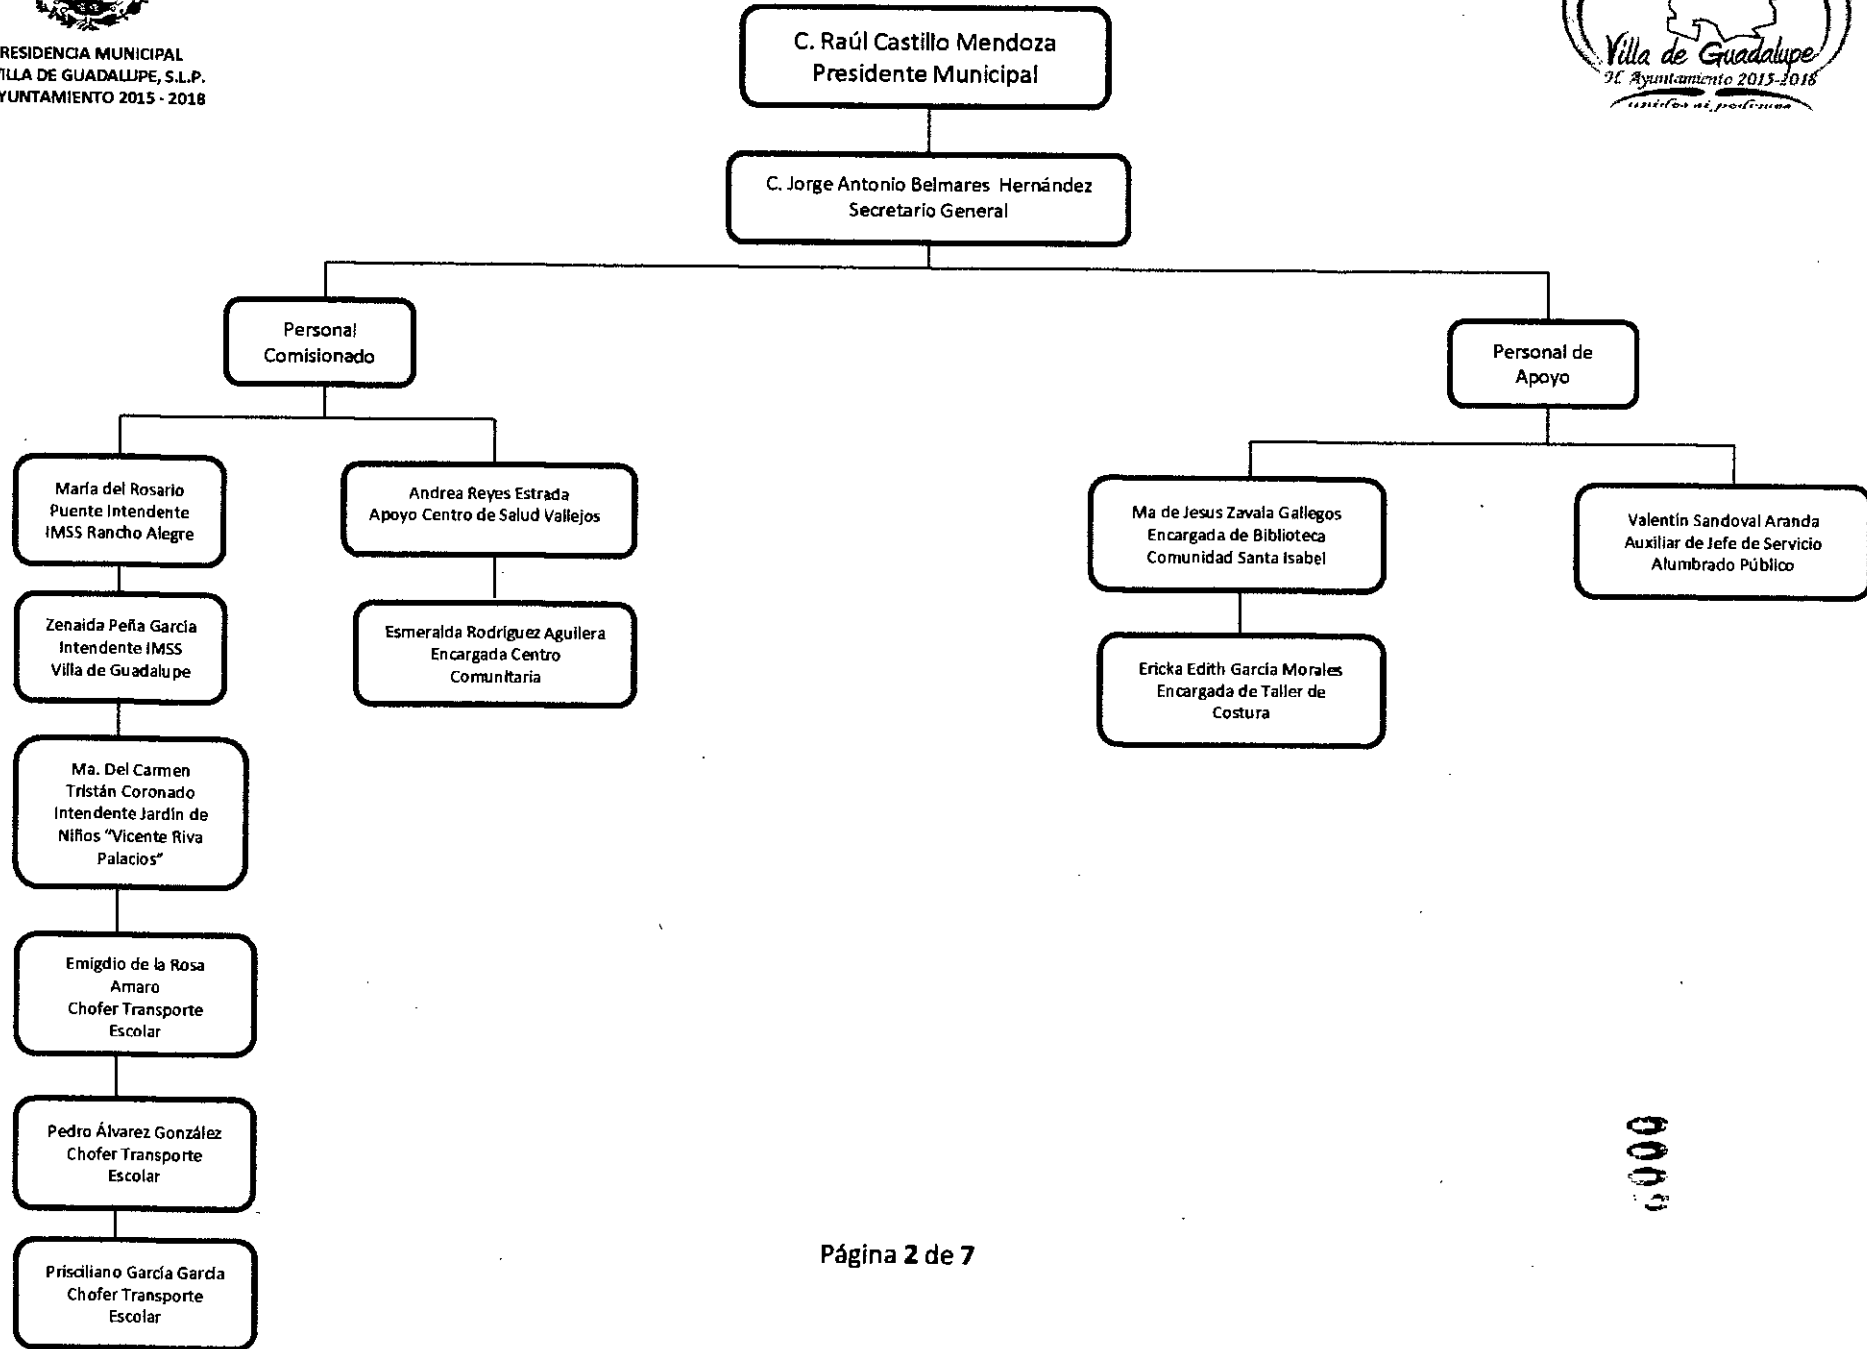 RESIDENCIA MUNICIPAL
ILLA DE GUADALUPE, S.L.P.
YUNTAMIENTO 2015 - 2018
C. Raúl Castillo Mendoza
Presidente Municipal
Villa de Guadalupe
H. Ayuntamiento 2015-2018
unidos si podemos
C. Jorge Antonio Belmares Hernández
Secretario General
Personal
Comisionado
Personal de
Apoyo
María del Rosario
Puente Intendente
IMSS Rancho Alegre
Andrea Reyes Estrada
Apoyo Centro de Salud Vallejos
Ma de Jesus Zavala Gallegos
Encargada de Biblioteca
Comunidad Santa Isabel
Valentín Sandoval Aranda
Auxiliar de Jefe de Servicio
Alumbrado Público
Zenaida Peña García
Intendente IMSS
Villa de Guadalupe
Esmeralda Rodríguez Aguilera
Encargada Centro
Comunitaria
Ericka Edith García Morales
Encargada de Taller de
Costura
Ma. Del Carmen
Tristán Coronado
Intendente Jardín de
Niños "Vicente Riva
Palacios"
Emigdio de la Rosa
Amaro
Chofer Transporte
Escolar
Pedro Álvarez González
Chofer Transporte
Escolar
Prisciliano García García
Chofer Transporte
Escolar
Página 2 de 7